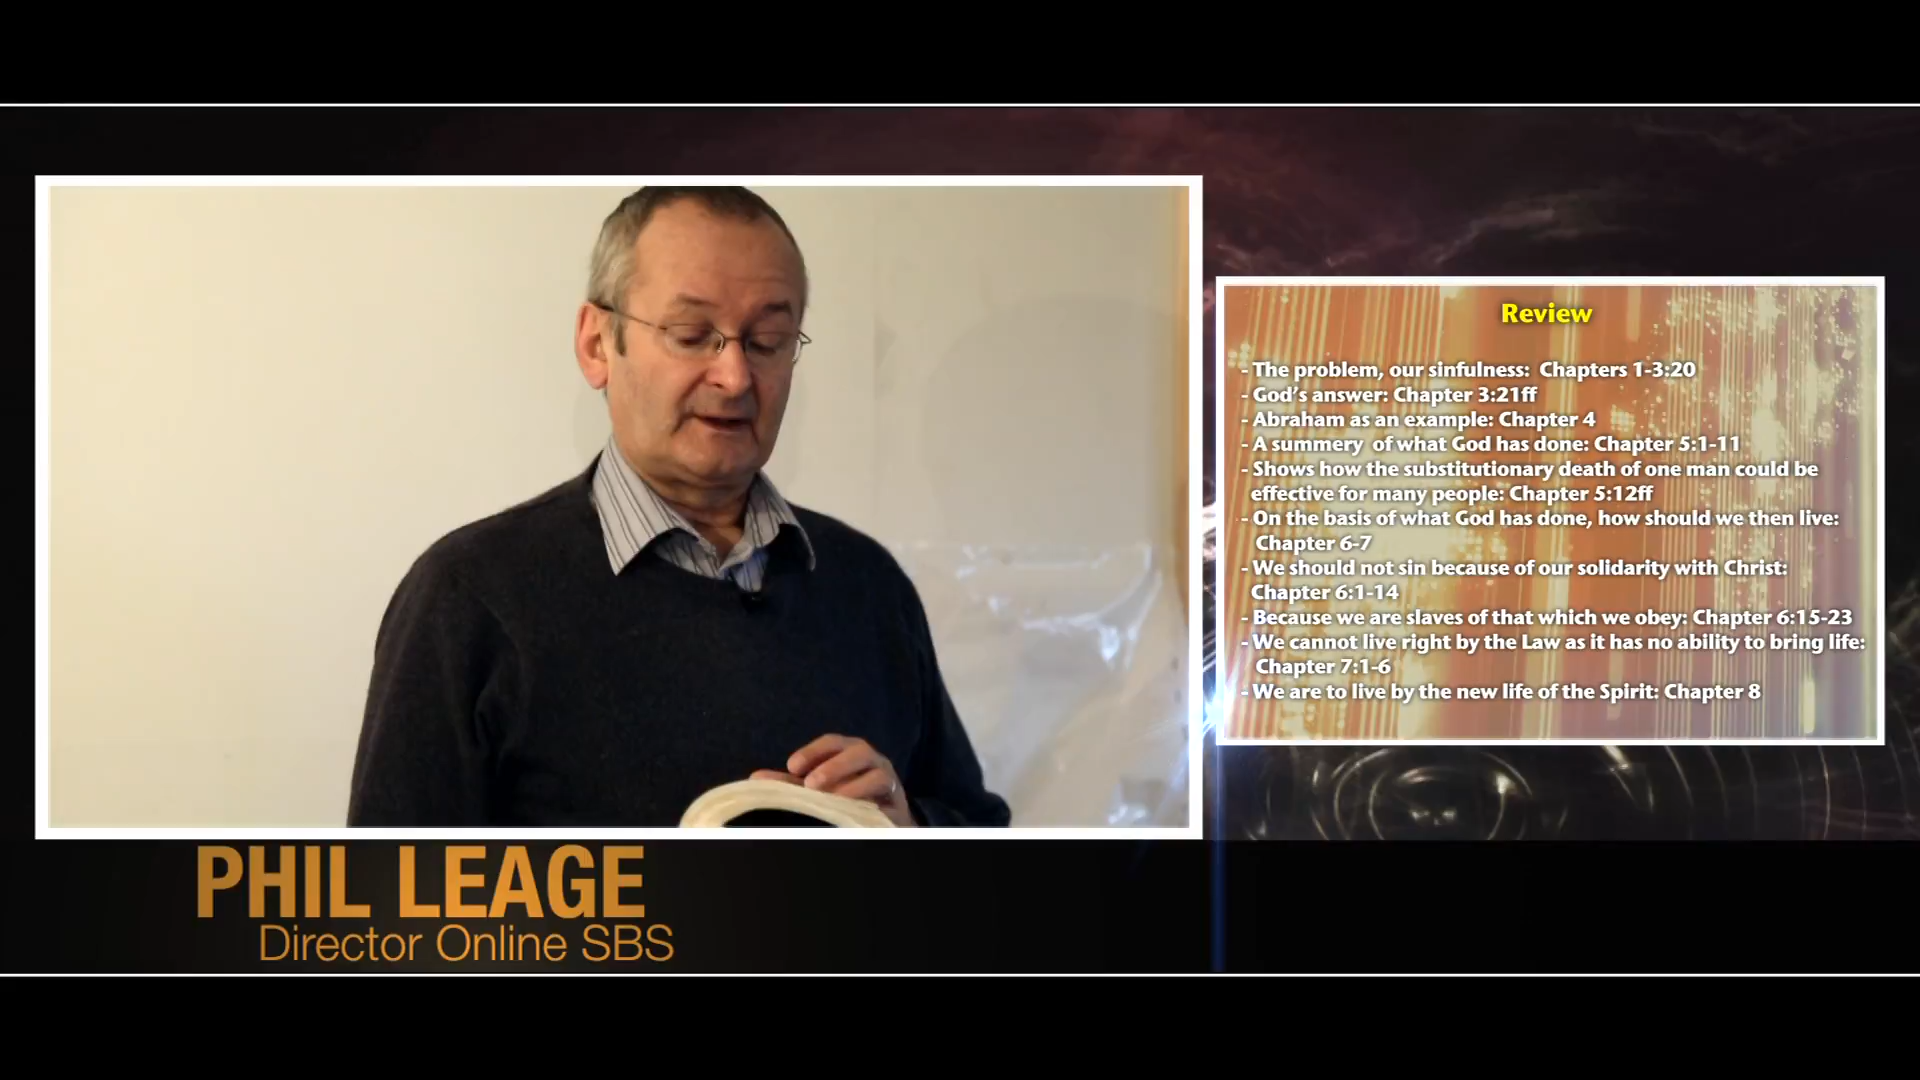 Review
- The problem, our sinfulness:  Chapters 1-3:20
- God's answer: Chapter 3:21ff
- Abraham as an example: Chapter 4
- A summery  of what God has done: Chapter 5:1-11
- Shows how the substitutionary death of one man could be
effective for many people: Chapter 5:12ff
- On the basis of what God has done, how should we then live:
Chapter 6-7
- We should not sin because of our solidarity with Christ:
Chapter 6:1-14
- Because we are slaves of that which we obey: Chapter 6:15-23
- We cannot live right by the Law as it has no ability to bring life:
Chapter 7:1-6
- We are to live by the new life of the Spirit: Chapter 8
PHIL LEAGE
Director Online SBS